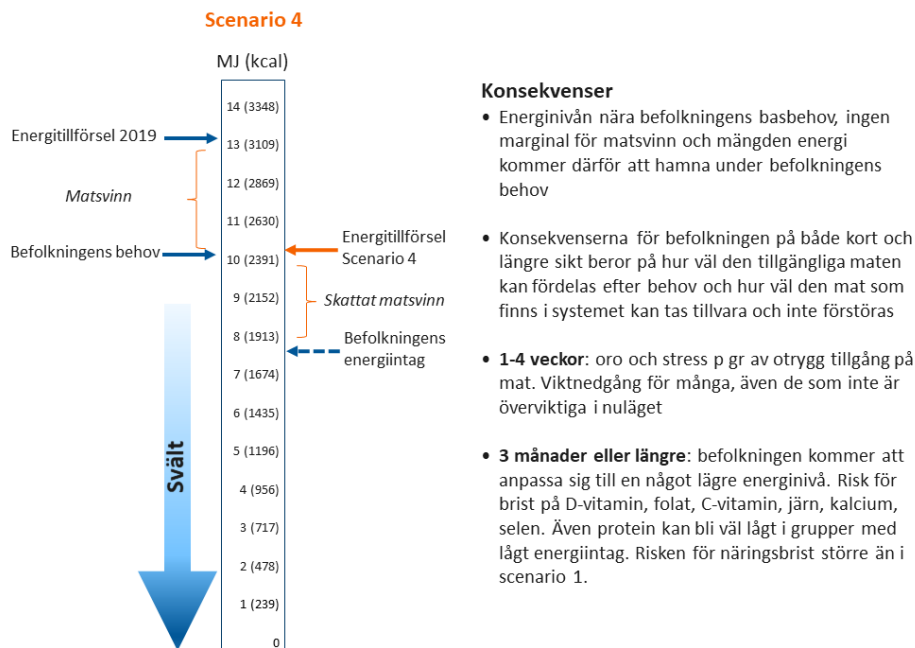 Scenario 4
MJ (kcal)
14 (3348)
Energitillförsel 2019
13 (3109)
12 (2869)
Matsvinn
11 (2630)
Befolkningens behov
10 (2391)
Energitillförsel
Scenario 4
9 (2152)
Skattat matsvinn
8 (1913)
Befolkningens
energiintag
7 (1674)
6 (1435)
5 (1196)
4 (956)
3 (717)
2 (478)
1 (239)
0
Svält
Konsekvenser
• Energinivån nära befolkningens basbehov, ingen
marginal för matsvinn och mängden energi
kommer därför att hamna under befolkningens
behov
• Konsekvenserna för befolkningen på både kort och
längre sikt beror på hur väl den tillgängliga maten
kan fördelas efter behov och hur väl den mat som
finns i systemet kan tas tillvara och inte förstöras
• 1-4 veckor: oro och stress p gr av otrygg tillgång på
mat. Viktnedgång för många, även de som inte är
överviktiga i nuläget
• 3 månader eller längre: befolkningen kommer att
anpassa sig till en något lägre energinivå. Risk för
brist på D-vitamin, folat, C-vitamin, järn, kalcium,
selen. Även protein kan bli väl lågt i grupper med
lågt energiintag. Risken för näringsbrist större än i
scenario 1.